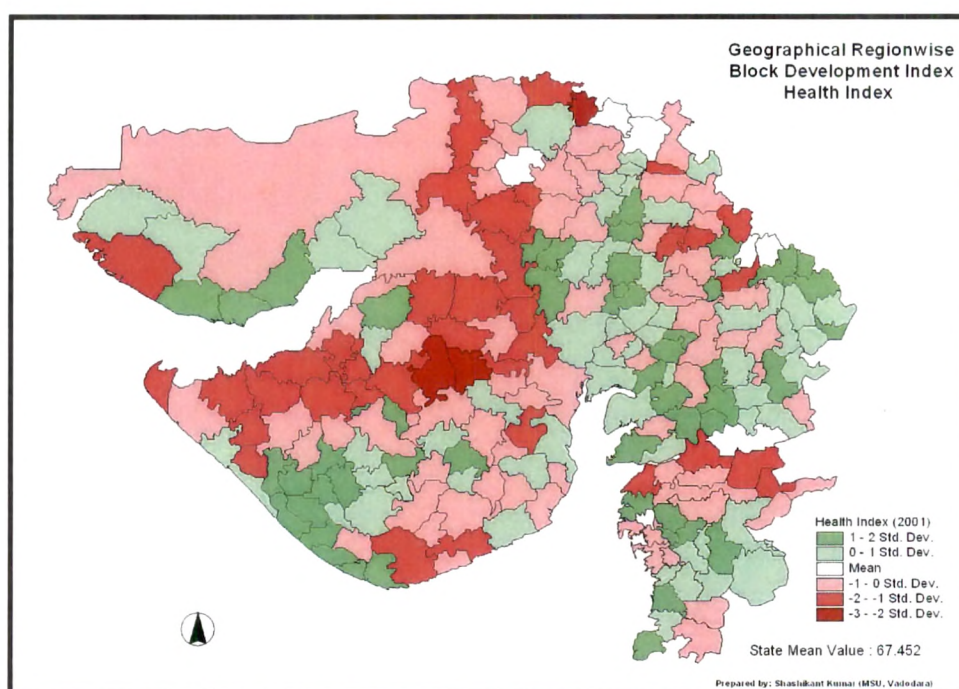 Geographical Regionwise
Block Development Index
Health Index
Health Index (2001)
1 - 2 Std. Dev.
0 - 1 Std. Dev.
Mean
-1 - 0 Std. Dev.
-2 - -1 Std. Dev.
-3 - -2 Std. Dev.
State Mean Value : 67.452
Prepared by: Shashikant Kumar (MSU, Vadodara)